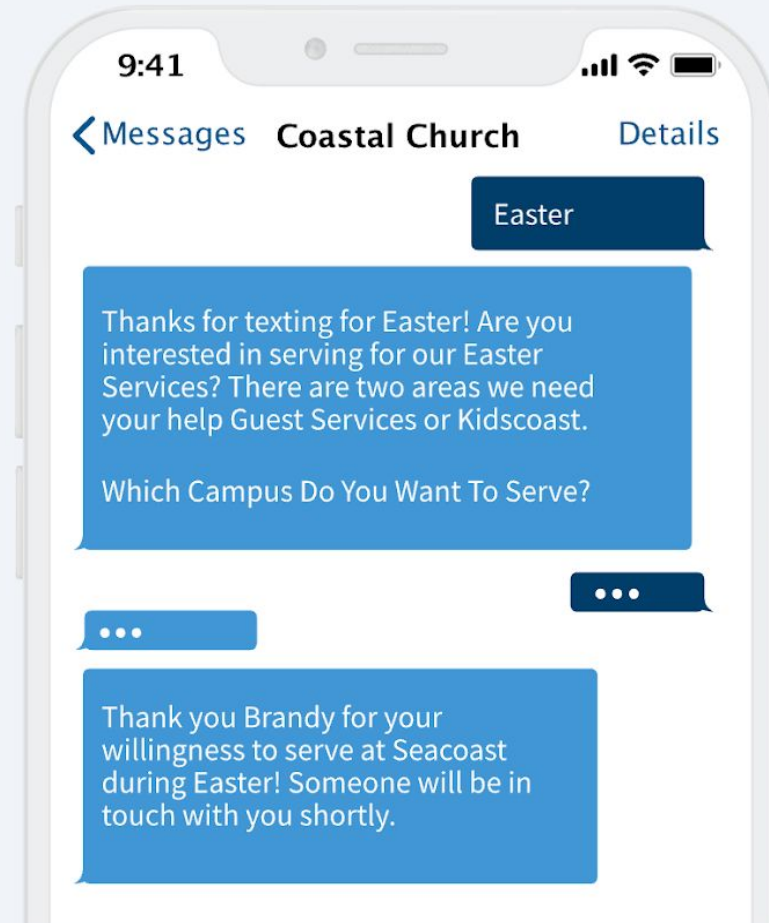 9:41
Messages Coastal Church Details
Easter
Thanks for texting for Easter! Are you
interested in serving for our Easter
Services? There are two areas we need
your help Guest Services or Kidscoast.
Which Campus Do You Want To Serve?
•••
•••
Thank you Brandy for your
willingness to serve at Seacoast
during Easter! Someone will be in
touch with you shortly.